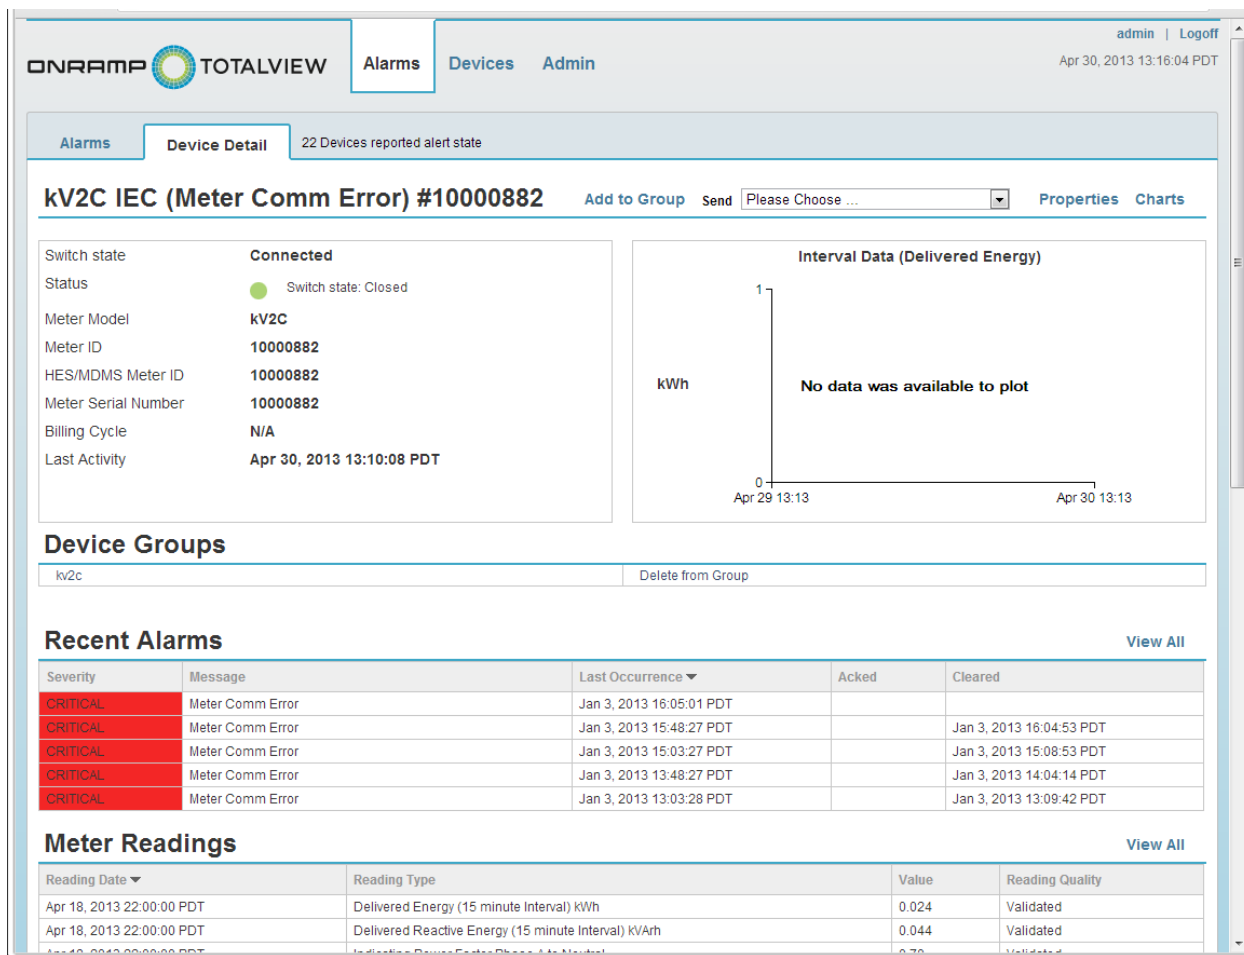 admin | Logoff
ONRAMP TOTALVIEW Alarms Devices Admin
Apr 30, 2013 13:16:04 PDT
Alarms Device Detail 22 Devices reported alert state
kV2C IEC (Meter Comm Error) #10000882 Add to Group Send Please Choose ... Properties Charts
Switch state Connected
Status Switch state: Closed
Meter Model kV2C
Meter ID 10000882
HES/MDMS Meter ID 10000882
Meter Serial Number 10000882
Billing Cycle N/A
Last Activity Apr 30, 2013 13:10:08 PDT
Interval Data (Delivered Energy)
1
kWh
No data was available to plot
0
Apr 29 13:13 Apr 30 13:13
Device Groups
kv2c Delete from Group
Recent Alarms View All
Severity Message Last Occurrence Acked Cleared
CRITICAL Meter Comm Error Jan 3, 2013 16:05:01 PDT
CRITICAL Meter Comm Error Jan 3, 2013 15:48:27 PDT Jan 3, 2013 16:04:53 PDT
CRITICAL Meter Comm Error Jan 3, 2013 15:03:27 PDT Jan 3, 2013 15:08:53 PDT
CRITICAL Meter Comm Error Jan 3, 2013 13:48:27 PDT Jan 3, 2013 14:04:14 PDT
CRITICAL Meter Comm Error Jan 3, 2013 13:03:28 PDT Jan 3, 2013 13:09:42 PDT
Meter Readings View All
Reading Date Reading Type Value Reading Quality
Apr 18, 2013 22:00:00 PDT Delivered Energy (15 minute Interval) kWh 0.024 Validated
Apr 18, 2013 22:00:00 PDT Delivered Reactive Energy (15 minute Interval) kVArh 0.044 Validated